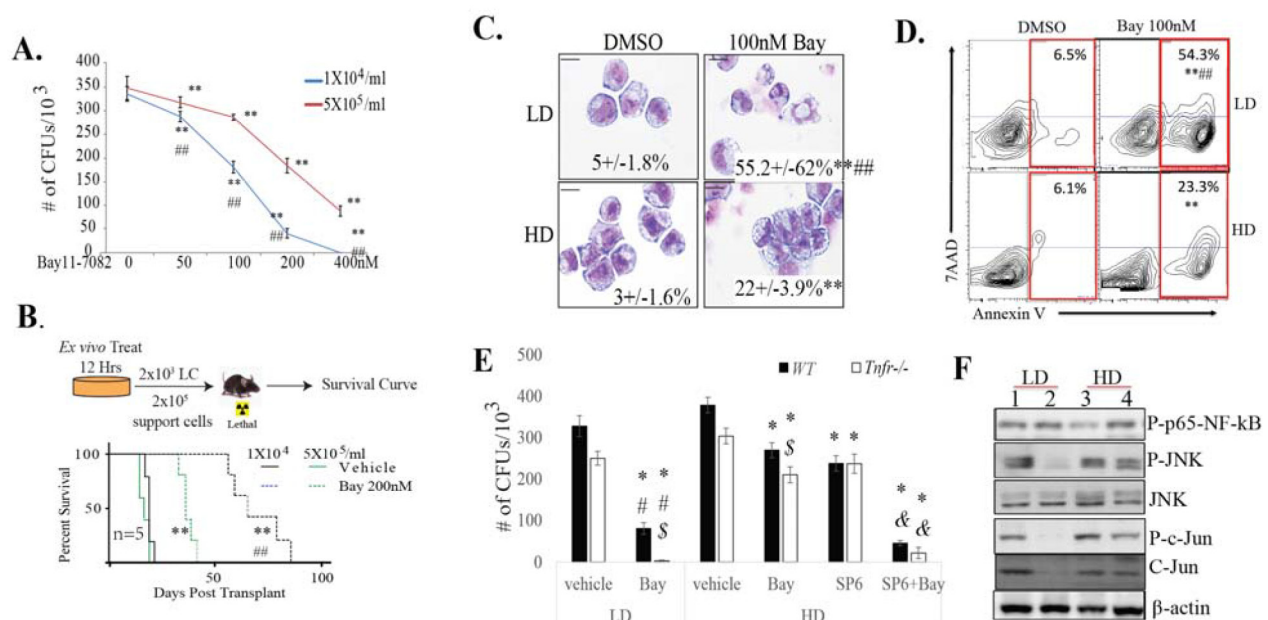 A.
# of CFUs/10³
400
350
300
250
200
150
100
50
0
1X10⁴/ml
5X10⁵/ml
**
**
**
**
**
##
**
##
**
##
**
##
Bay11-7082 0 50 100 200 400nM
B.
Ex vivo Treat
12 Hrs
2x10³ LC
2x10⁵
support cells
Lethal
Survival Curve
Percent Survival
100
50
1X10⁴ 5X10⁵/ml
Vehicle
Bay 200nM
n=5
**
**
##
50 100
Days Post Transplant
C.
DMSO 100nM Bay
LD
5+/-1.8%
55.2+/-62%**##
HD
3+/-1.6%
22+/-3.9%**
D.
DMSO Bay 100nM
6.5%
54.3%
**##
LD
6.1%
23.3%
**
HD
7AAD
Annexin V
E
# of CFUs/10³
500
400
300
200
100
0
WT Tnfr-/-
* *
# #
$
* *
$
* *
* *
& &
vehicle Bay vehicle Bay SP6 SP6+Bay
LD HD
F
LD HD
1 2 3 4
P-p65-NF-kB
P-JNK
JNK
P-c-Jun
C-Jun
β-actin